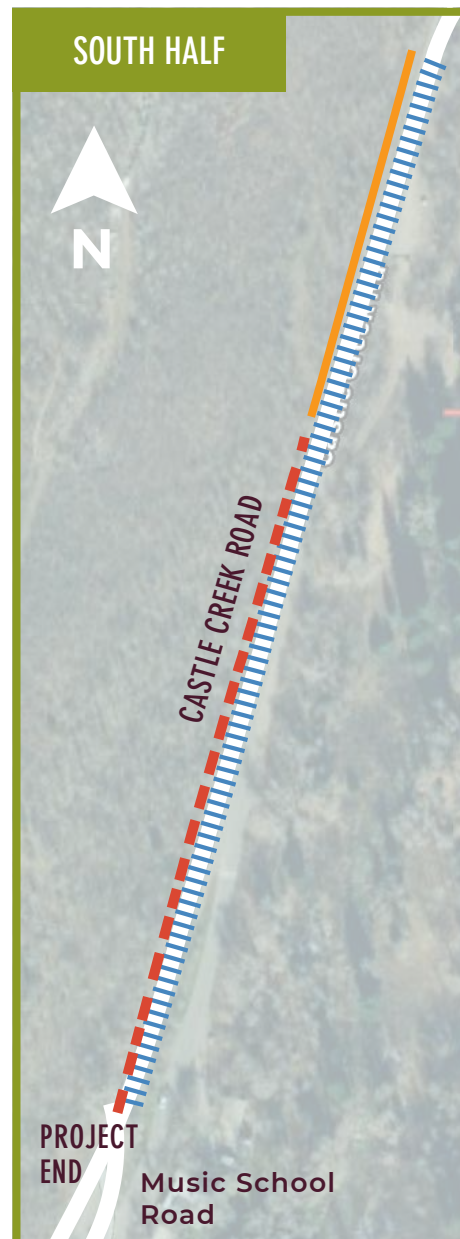 SOUTH HALF
N
CASTLE CREEK ROAD
PROJECT
END
Music School
Road